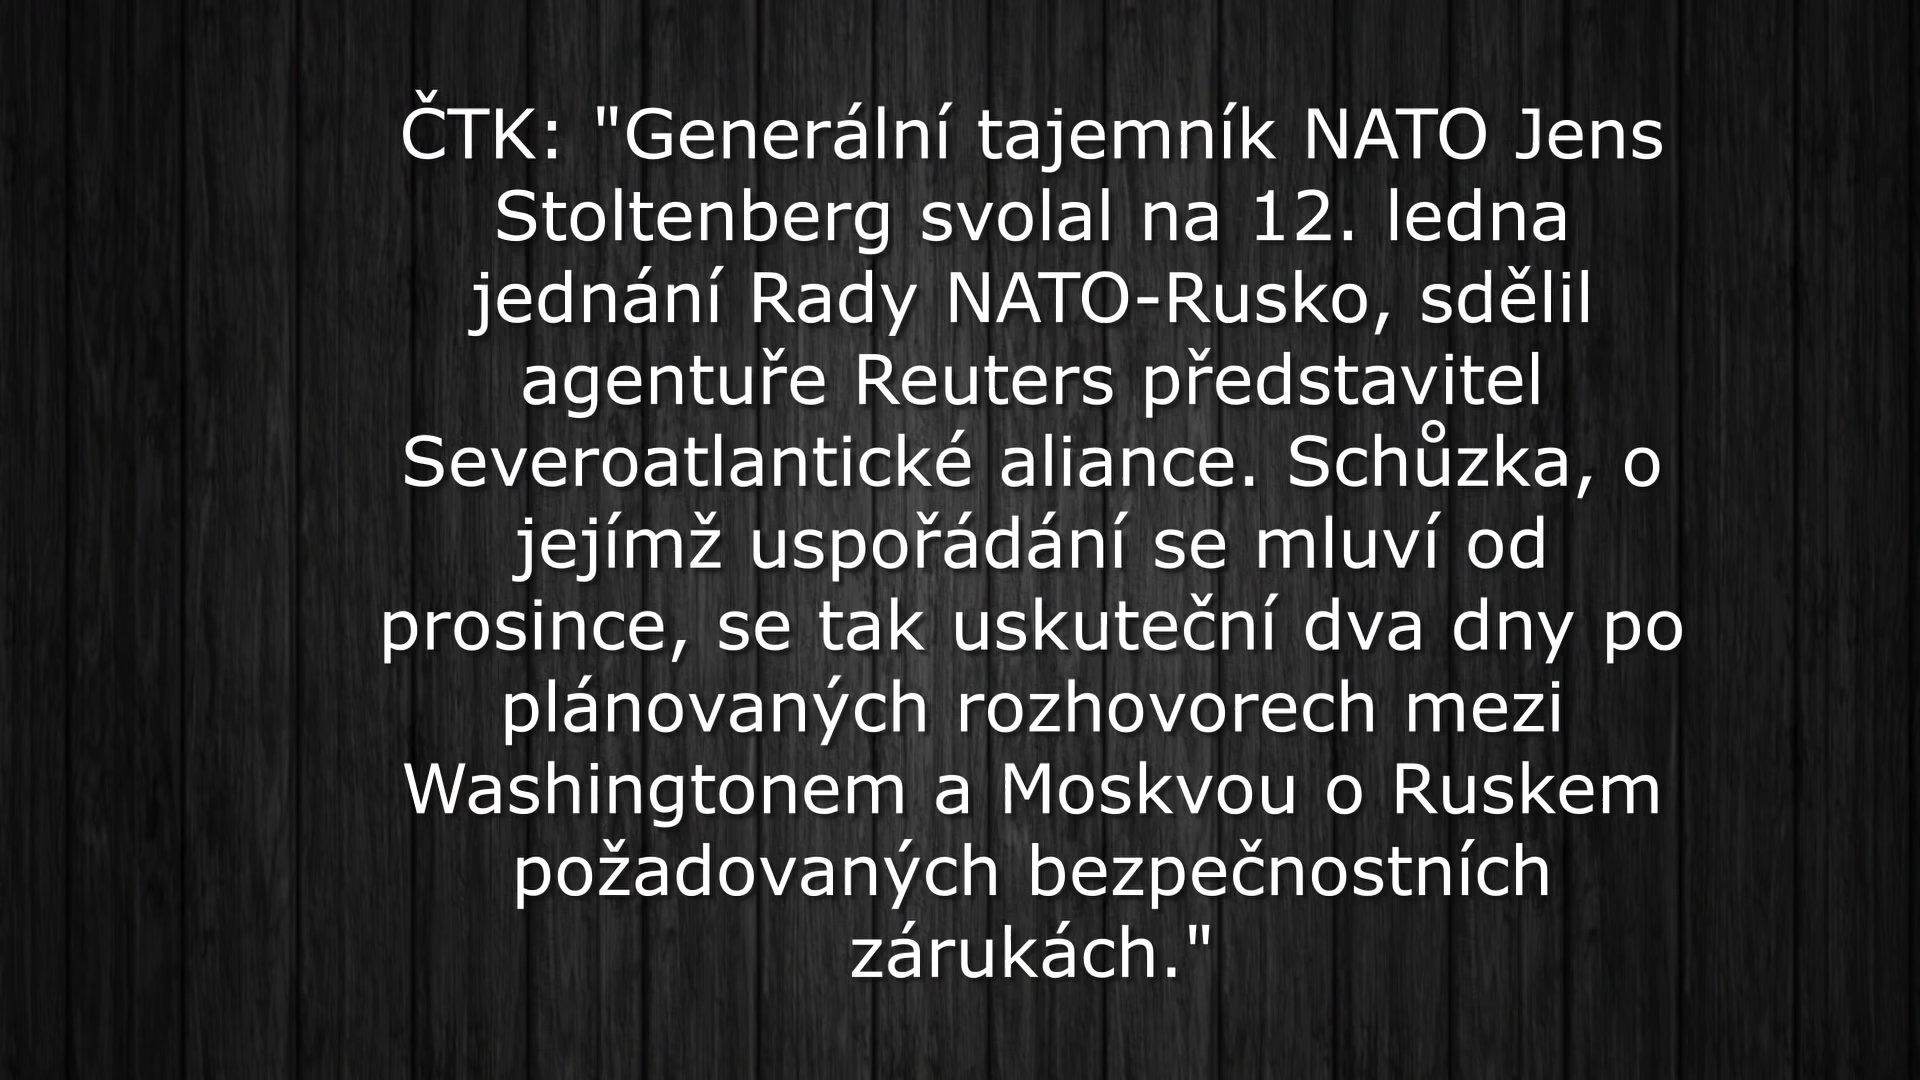 ČTK: "Generální tajemník NATO Jens
Stoltenberg svolal na 12. ledna
jednání Rady NATO-Rusko, sdělil
agentuře Reuters představitel
Severoatlantické aliance. Schůzka, o
jejímž uspořádání se mluví od
prosince, se tak uskuteční dva dny po
plánovaných rozhovorech mezi
Washingtonem a Moskvou o Ruskem
požadovaných bezpečnostních
zárukách."